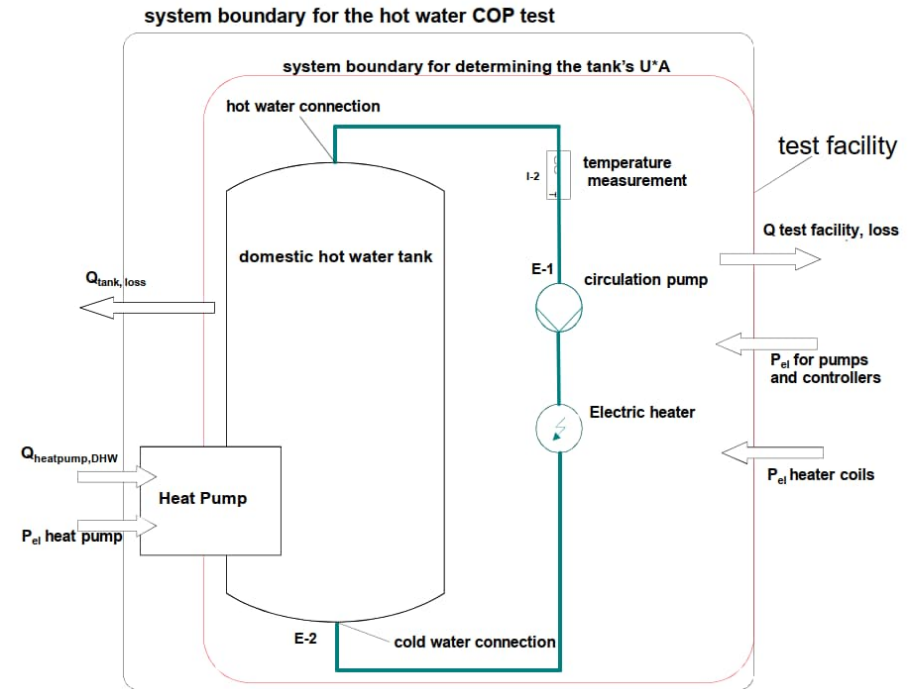 system boundary for the hot water COP test
system boundary for determining the tank's U*A
hot water connection
test facility
I-2
T
temperature
measurement
Q test facility, loss
domestic hot water tank
Qtank, loss
E-1
circulation pump
Pel for pumps
and controllers
Electric heater
Qheatpump,DHW
Pel heater coils
Heat Pump
Pel heat pump
E-2
cold water connection